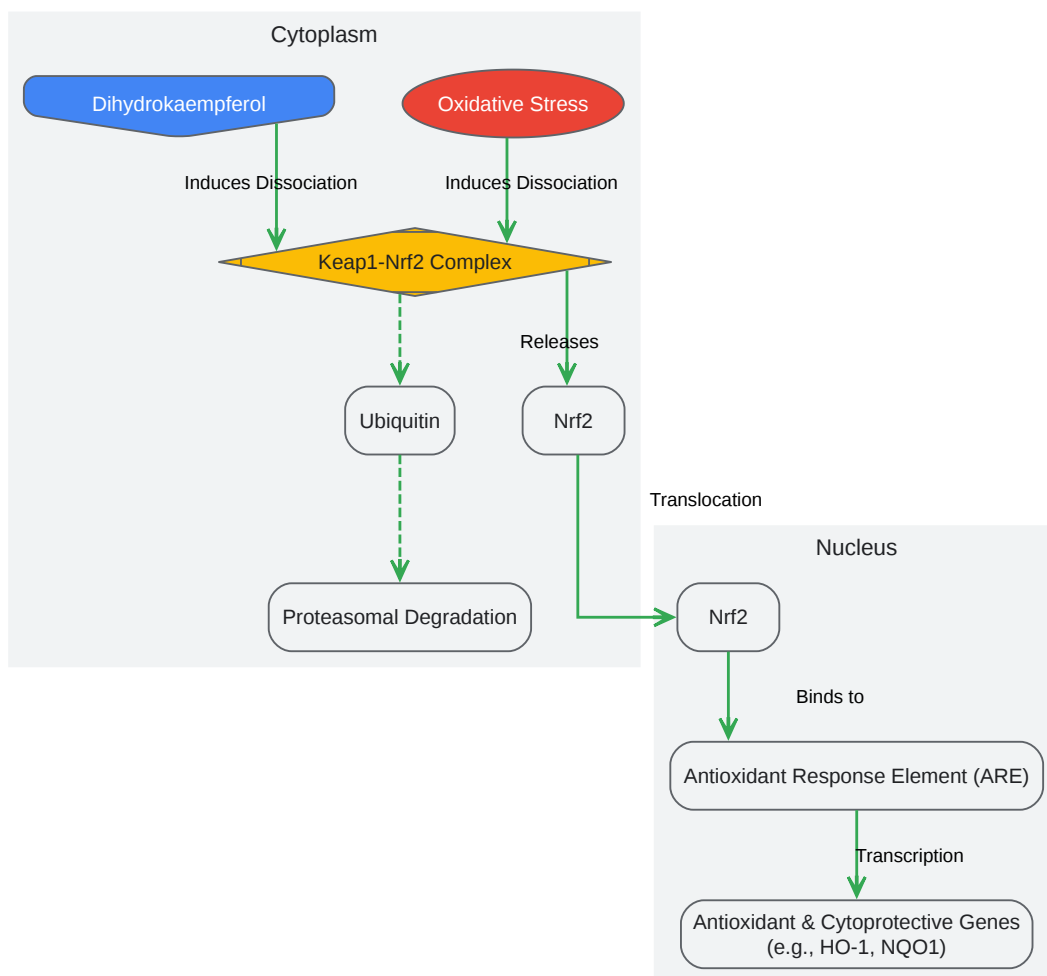 Cytoplasm
Dihydrokaempferol
Oxidative Stress
Induces Dissociation
Induces Dissociation
Keap1-Nrf2 Complex
Releases
Ubiquitin
Nrf2
Translocation
Nucleus
Proteasomal Degradation
Nrf2
Binds to
Antioxidant Response Element (ARE)
Transcription
Antioxidant & Cytoprotective Genes
(e.g., HO-1, NQO1)